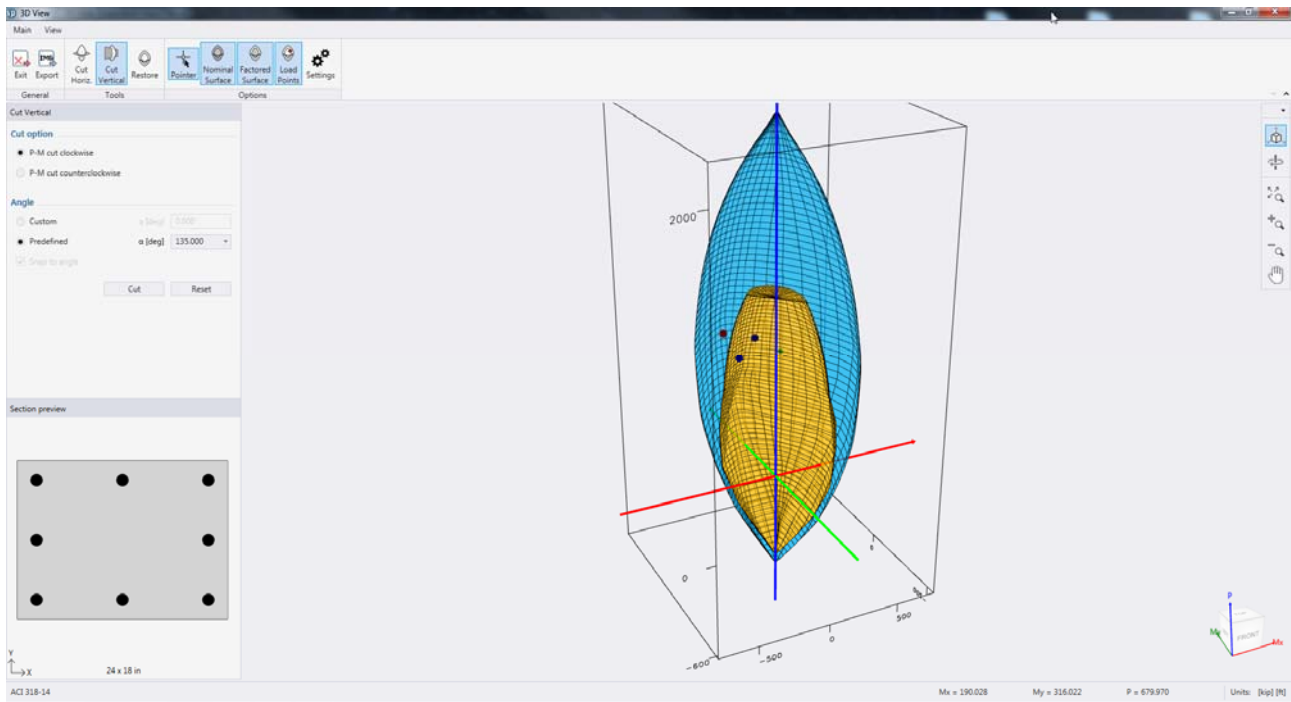 3D View
Main View
Exit Export Cut Horiz. Cut Vertical Restore Pointer Nominal Surface Factored Surface Load Points Settings
General Tools Options
Cut Vertical
Cut option
P-M cut clockwise
P-M cut counterclockwise
Angle
Custom α [deg] 0.000
Predefined α [deg] 135.000
Snap to angle
Cut Reset
Section preview
Y
X
24 x 18 in
2000
0
-600
-500
0
500
P
My
FRONT
Mx
ACI 318-14 Mx = 190.028 My = 316.022 P = 679.970 Units: [kip] [ft]